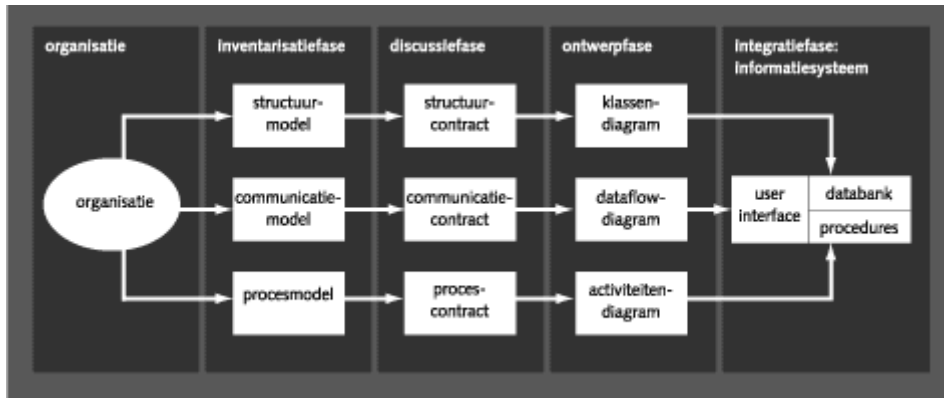 organisatie
inventarisatiefase
discussiefase
ontwerpfase
integratiefase:
informatiesysteem
structuur-
model
structuur-
contract
klassen-
diagram
organisatie
communicatie-
model
communicatie-
contract
dataflow-
diagram
user
interface
databank
procedures
procesmodel
proces-
contract
activiteiten-
diagram